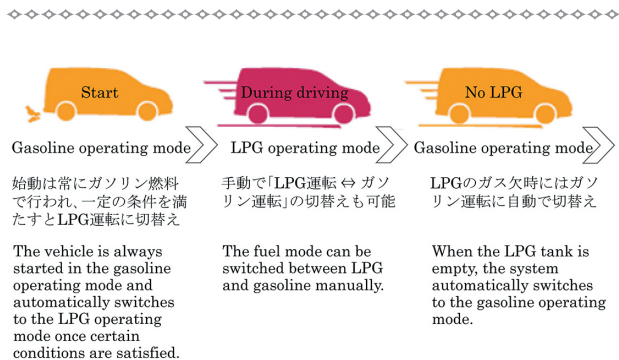 Start
During driving
No LPG
Gasoline operating mode
LPG operating mode
Gasoline operating mode
始動は常にガソリン燃料
で行われ、一定の条件を満
たすとLPG運転に切替え
手動で「LPG運転 ⇔ ガソ
リン運転」の切替えも可能
LPGのガス欠時にはガソ
リン運転に自動で切替え
The vehicle is always
started in the gasoline
operating mode and
automatically switches
to the LPG operating
mode once certain
conditions are satisfied.
The fuel mode can be
switched between LPG
and gasoline manually.
When the LPG tank is
empty, the system
automatically switches
to the gasoline operating
mode.